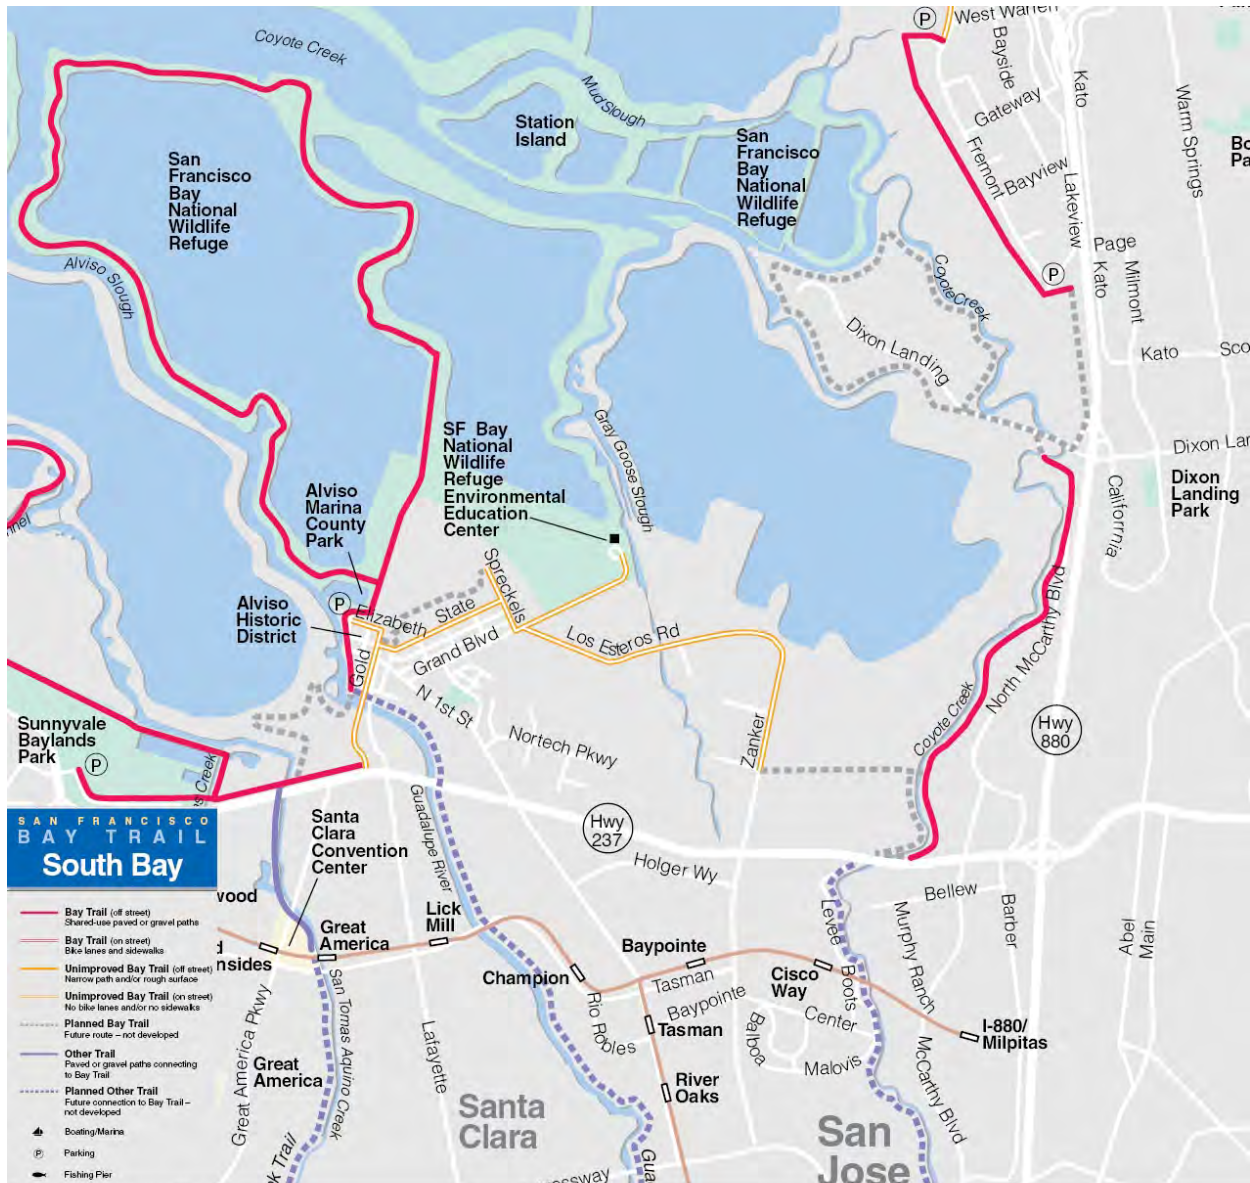 P
West Warren
Coyote Creek
Bayside
Kato
Mud Slough
Gateway
Warm Springs
Station
Island
San
Francisco
Bay
National
Wildlife
Refuge
Fremont
Bayview
San
Francisco
Bay
National
Wildlife
Refuge
Lakeview
Page
Kato
Milmont
P
Alviso Slough
Coyote Creek
Dixon Landing
Kato
Gray Goose Slough
SF Bay
National
Wildlife
Refuge
Environmental
Education
Center
Dixon
Landing
Park
California
Alviso
Marina
County
Park
Spreckels
P
Elizabeth
State
Alviso
Historic
District
Los Esteros Rd
Grand Blvd
Gold
North McCarthy Blvd
N 1st St
Coyote Creek
Sunnyvale
Baylands
Park
P
Nortech Pkwy
Zanker
Hwy
880
Guadalupe River
Hwy
237
Santa
Clara
Convention
Center
Holger Wy
SAN FRANCISCO
BAY TRAIL
South Bay
Bellew
Barber
Levee
Boots
Murphy Ranch
Abel
Main
Lick
Mill
Great
America
Baypointe
Champion
Tasman
Cisco
Way
Rio Robles
Baypointe
Center
Tasman
Balboa
Malovis
I-880/
Milpitas
Great America Pkwy
San Tomas Aquino Creek
Lafayette
Great
America
River
Oaks
McCarthy Blvd
Santa
Clara
San
Jose
Bay Trail (off street)
Shared-use paved or gravel paths
Bay Trail (on street)
Bike lanes and sidewalks
Unimproved Bay Trail (off street)
Narrow path and/or rough surface
Unimproved Bay Trail (on street)
No bike lanes and/or no sidewalks
Planned Bay Trail
Future route – not developed
Other Trail
Paved or gravel paths connecting
to Bay Trail
Planned Other Trail
Future connection to Bay Trail –
not developed
Boating/Marina
P Parking
Fishing Pier